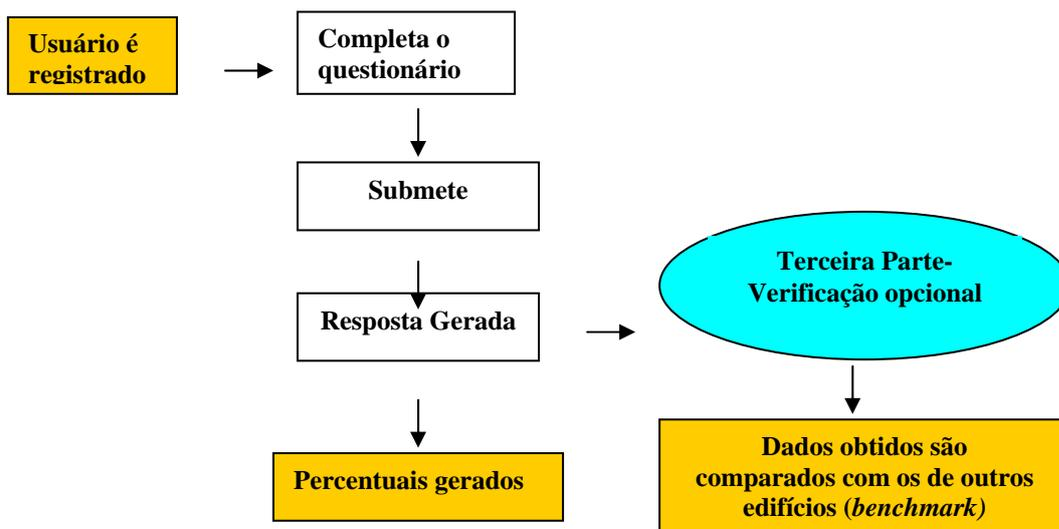 Usuário é
registrado
Completa o
questionário
Submete
Terceira Parte-
Verificação opcional
Resposta Gerada
Percentuais gerados
Dados obtidos são
comparados com os de outros
edifícios (benchmark)